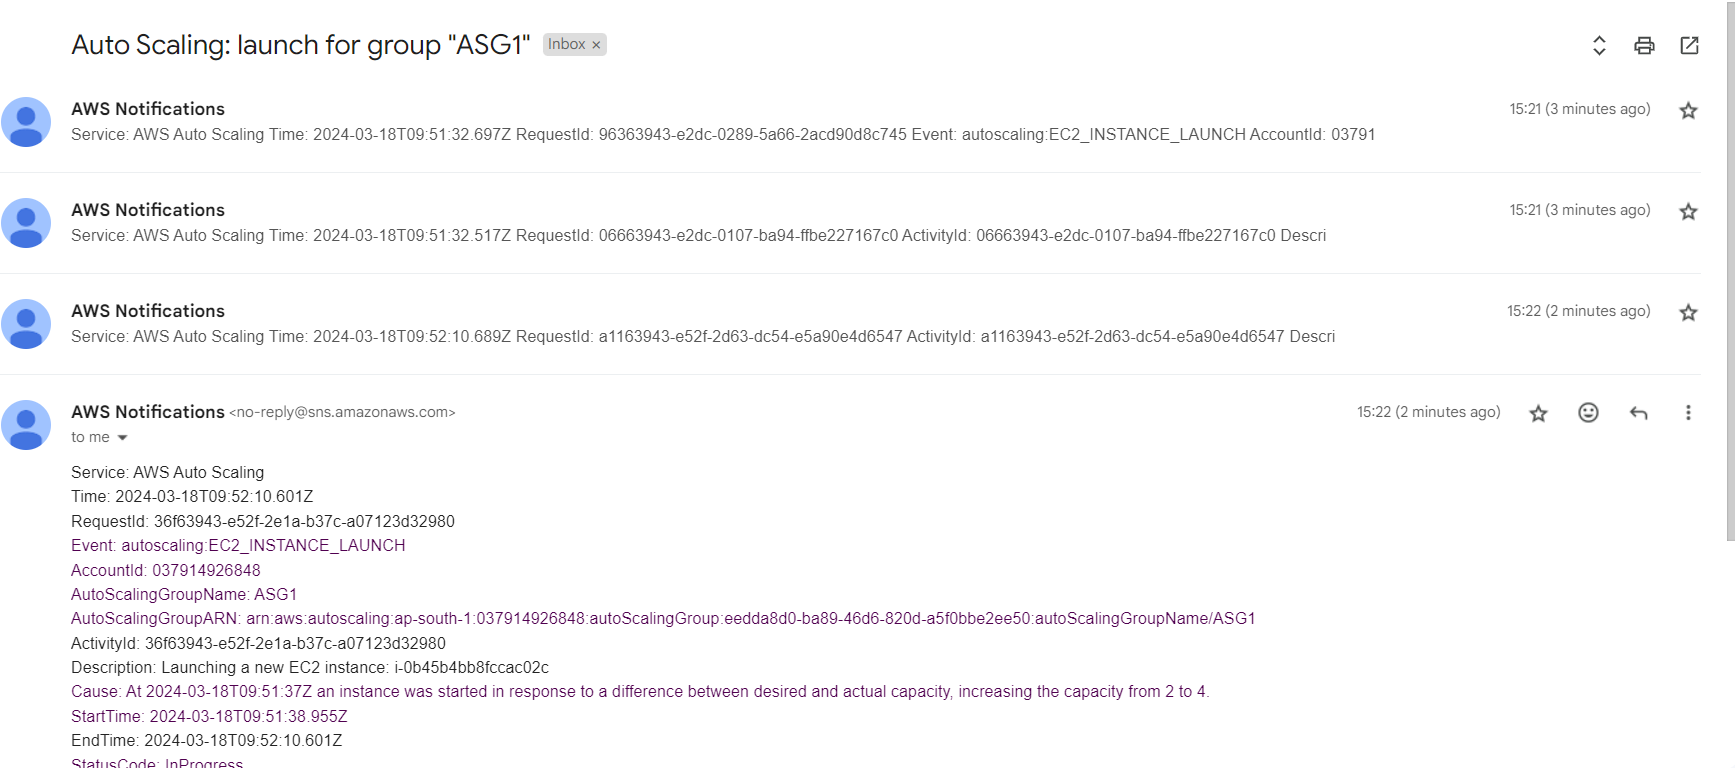 Auto Scaling: launch for group "ASG1" Inbox ×
AWS Notifications 15:21 (3 minutes ago)
Service: AWS Auto Scaling Time: 2024-03-18T09:51:32.697Z RequestId: 96363943-e2dc-0289-5a66-2acd90d8c745 Event: autoscaling:EC2_INSTANCE_LAUNCH AccountId: 03791
AWS Notifications 15:21 (3 minutes ago)
Service: AWS Auto Scaling Time: 2024-03-18T09:51:32.517Z RequestId: 06663943-e2dc-0107-ba94-ffbe227167c0 ActivityId: 06663943-e2dc-0107-ba94-ffbe227167c0 Descri
AWS Notifications 15:22 (2 minutes ago)
Service: AWS Auto Scaling Time: 2024-03-18T09:52:10.689Z RequestId: a1163943-e52f-2d63-dc54-e5a90e4d6547 ActivityId: a1163943-e52f-2d63-dc54-e5a90e4d6547 Descri
AWS Notifications <no-reply@sns.amazonaws.com> 15:22 (2 minutes ago)
to me
Service: AWS Auto Scaling
Time: 2024-03-18T09:52:10.601Z
RequestId: 36f63943-e52f-2e1a-b37c-a07123d32980
Event: autoscaling:EC2_INSTANCE_LAUNCH
AccountId: 037914926848
AutoScalingGroupName: ASG1
AutoScalingGroupARN: arn:aws:autoscaling:ap-south-1:037914926848:autoScalingGroup:eedda8d0-ba89-46d6-820d-a5f0bbe2ee50:autoScalingGroupName/ASG1
ActivityId: 36f63943-e52f-2e1a-b37c-a07123d32980
Description: Launching a new EC2 instance: i-0b45b4bb8fccac02c
Cause: At 2024-03-18T09:51:37Z an instance was started in response to a difference between desired and actual capacity, increasing the capacity from 2 to 4.
StartTime: 2024-03-18T09:51:38.955Z
EndTime: 2024-03-18T09:52:10.601Z
StatusCode: InProgress